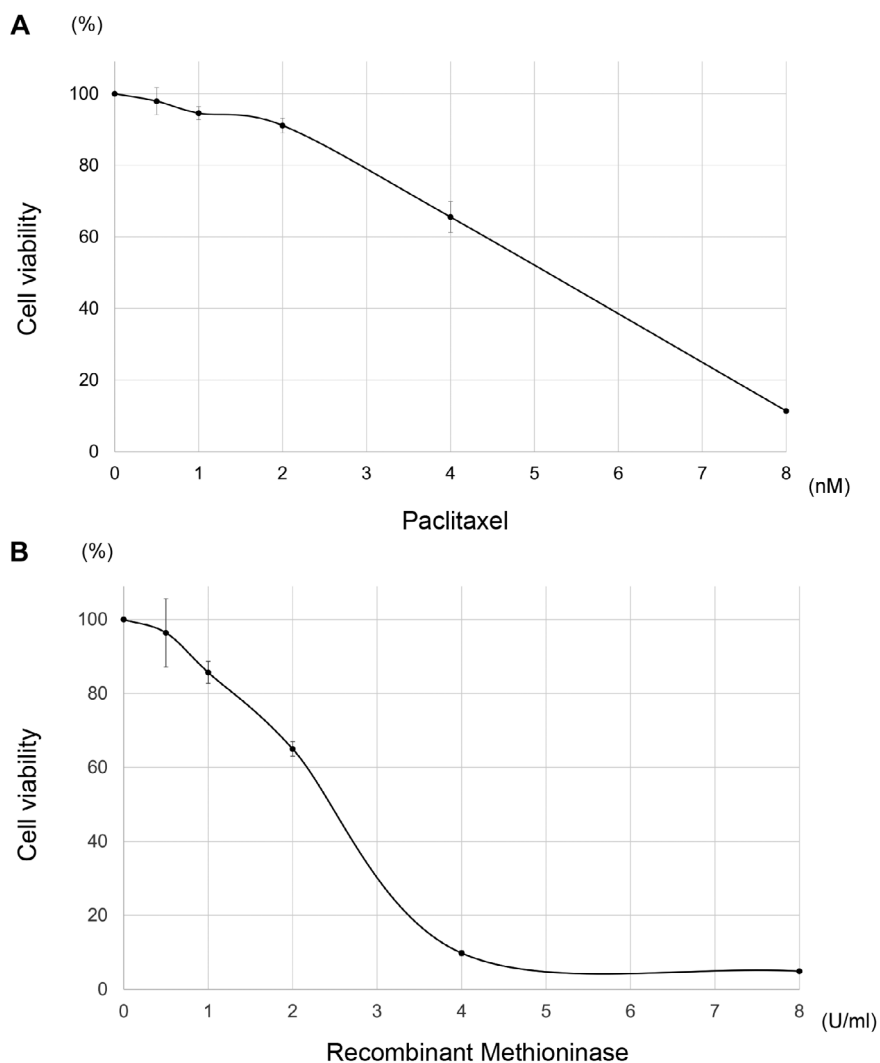 A (%)
100
80
60
40
20
0
Cell viability
0 1 2 3 4 5 6 7 8 (nM)
Paclitaxel
B (%)
100
80
60
40
20
0
Cell viability
0 1 2 3 4 5 6 7 8 (U/ml)
Recombinant Methioninase